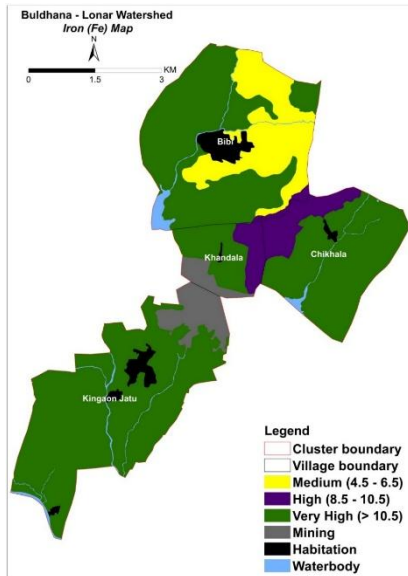 Buldhana - Lonar Watershed
Iron (Fe) Map
N
KM
0 1.5 3
Bibi
Khandala
Chikhala
Kingaon Jatu
Legend
Cluster boundary
Village boundary
Medium (4.5 - 6.5)
High (8.5 - 10.5)
Very High (> 10.5)
Mining
Habitation
Waterbody